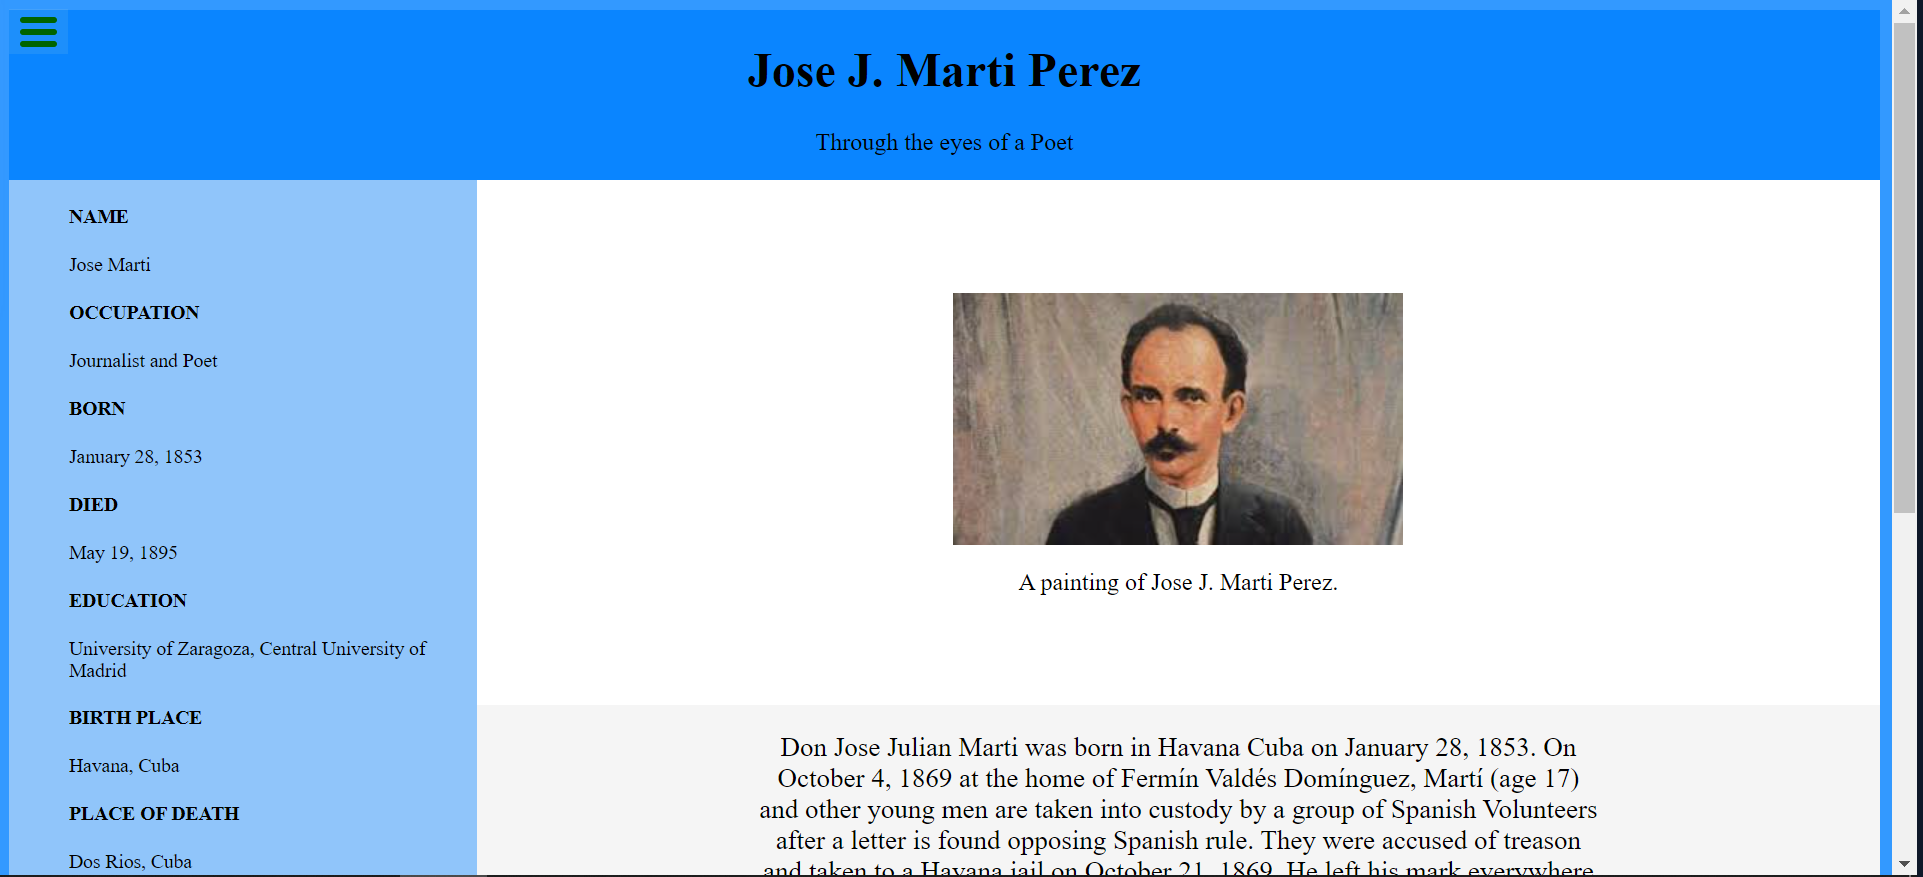 Jose J. Marti Perez
Through the eyes of a Poet
NAME
Jose Marti
OCCUPATION
Journalist and Poet
BORN
January 28, 1853
DIED
May 19, 1895
EDUCATION
University of Zaragoza, Central University of
Madrid
BIRTH PLACE
Havana, Cuba
PLACE OF DEATH
Dos Rios, Cuba
A painting of Jose J. Marti Perez.
Don Jose Julian Marti was born in Havana Cuba on January 28, 1853. On
October 4, 1869 at the home of Fermín Valdés Domínguez, Martí (age 17)
and other young men are taken into custody by a group of Spanish Volunteers
after a letter is found opposing Spanish rule. They were accused of treason
and taken to a Havana jail on October 21, 1869. He left his mark everywhere